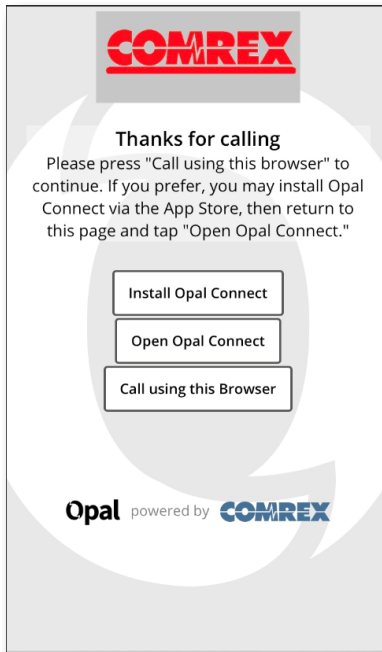 COMREX
Thanks for calling
Please press "Call using this browser" to
continue. If you prefer, you may install Opal
Connect via the App Store, then return to
this page and tap "Open Opal Connect."
Install Opal Connect
Open Opal Connect
Call using this Browser
Opal powered by COMREX